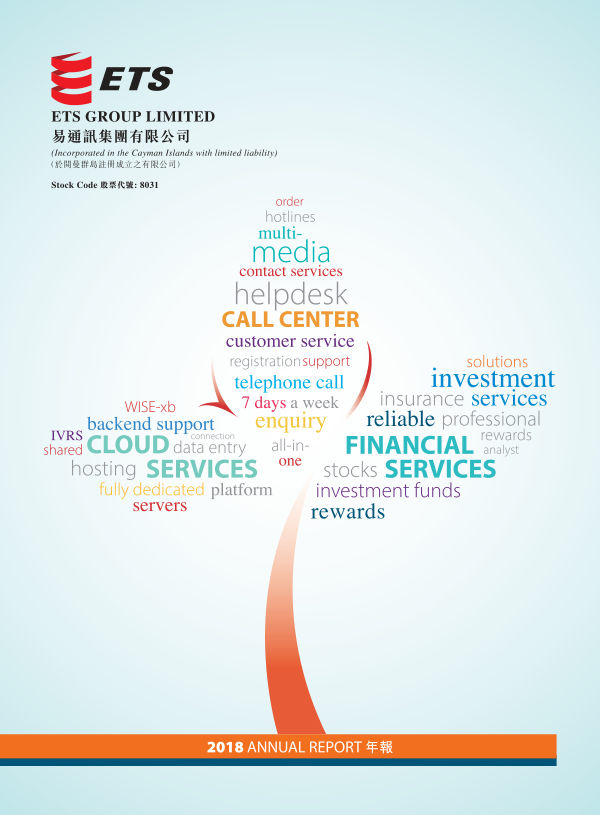 ETS
ETS GROUP LIMITED
易通訊集團有限公司
(Incorporated in the Cayman Islands with limited liability)
(於開曼群島註冊成立之有限公司)
Stock Code 股票代號: 8031
order
hotlines
multi-
media
contact services
helpdesk
CALL CENTER
customer service
registration support
telephone call
7 days a week
enquiry
all-in-
one
WISE-xb
backend support
IVRS
shared
CLOUD
connection
data entry
hosting SERVICES
fully dedicated platform
servers
solutions
investment
insurance services
reliable professional
rewards
FINANCIAL analyst
stocks SERVICES
investment funds
rewards
2018 ANNUAL REPORT 年報